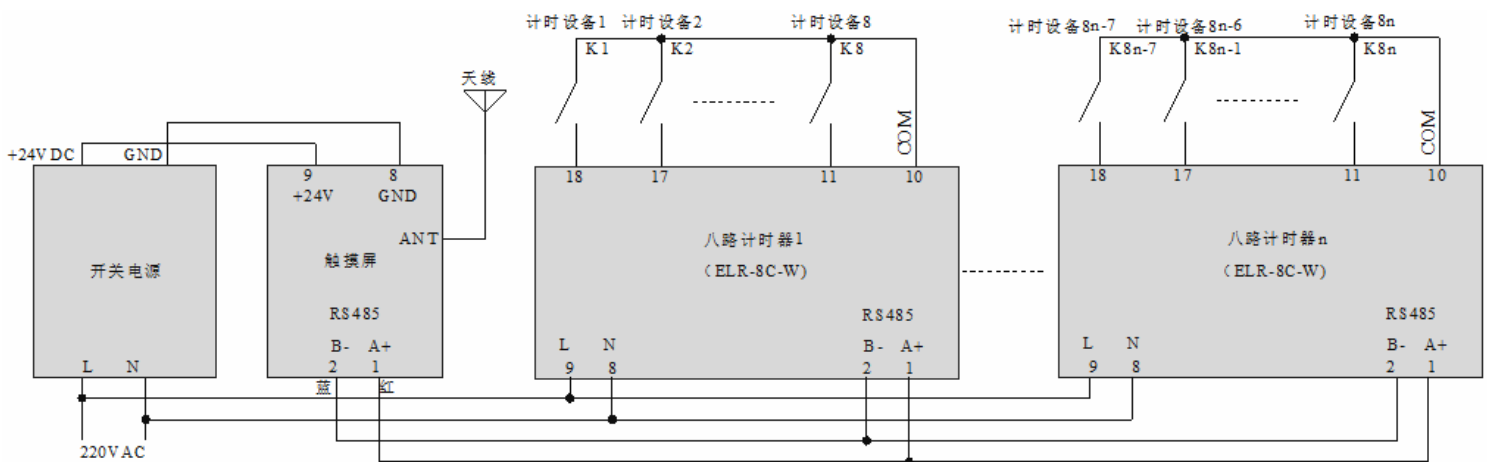 计时设备1 计时设备2 计时设备8 计时设备8n-7 计时设备8n-6 计时设备8n
K1 K2 K8 K8n-7 K8n-1 K8n
天线
COM COM
+24VDC GND
9 8 18 17 11 10 18 17 11 10
+24V GND
ANT 八路计时器1 八路计时器n
开关电源 触摸屏 (ELR-8C-W) (ELR-8C-W)
RS485 RS485 RS485
B- A+ L N B- A+ L N B- A+
L N 2 1 9 8 2 1 9 8 2 1
蓝 红
220VAC